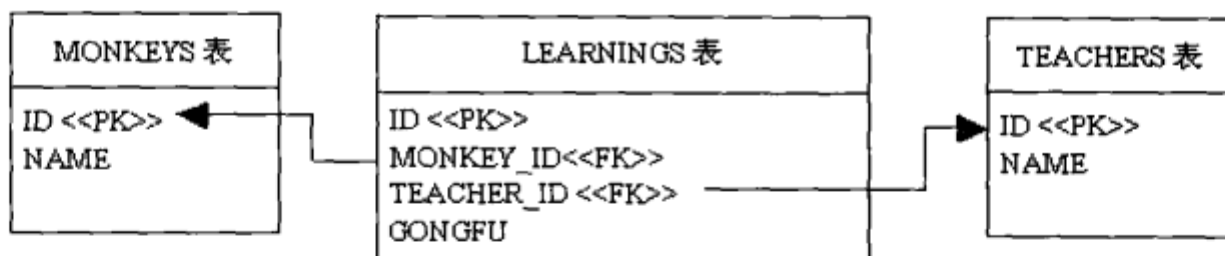 MONKEYS 表
ID <<PK>>
NAME
LEARNINGS 表
ID <<PK>>
MONKEY_ID<<FK>>
TEACHER_ID <<FK>>
GONGFU
TEACHERS 表
ID <<PK>>
NAME